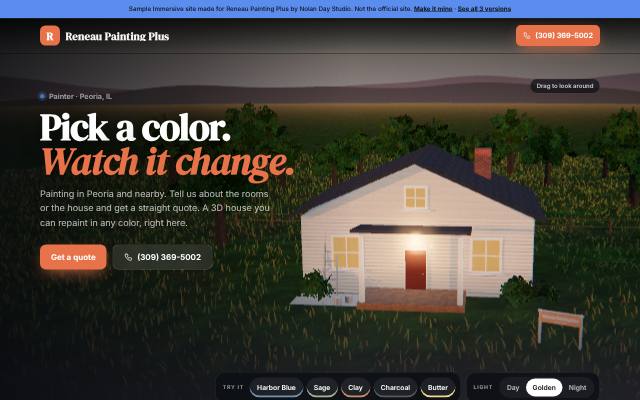 Sample Immersive site made for Reneau Painting Plus by Nolan Day Studio. Not the official site. Make it mine · See all 3 versions
R Reneau Painting Plus
(309) 369-5002
Drag to look around
Painter · Peoria, IL
Pick a color.
Watch it change.
Painting in Peoria and nearby. Tell us about the rooms
or the house and get a straight quote. A 3D house you
can repaint in any color, right here.
Get a quote
(309) 369-5002
TRY IT Harbor Blue Sage Clay Charcoal Butter
LIGHT Day Golden Night